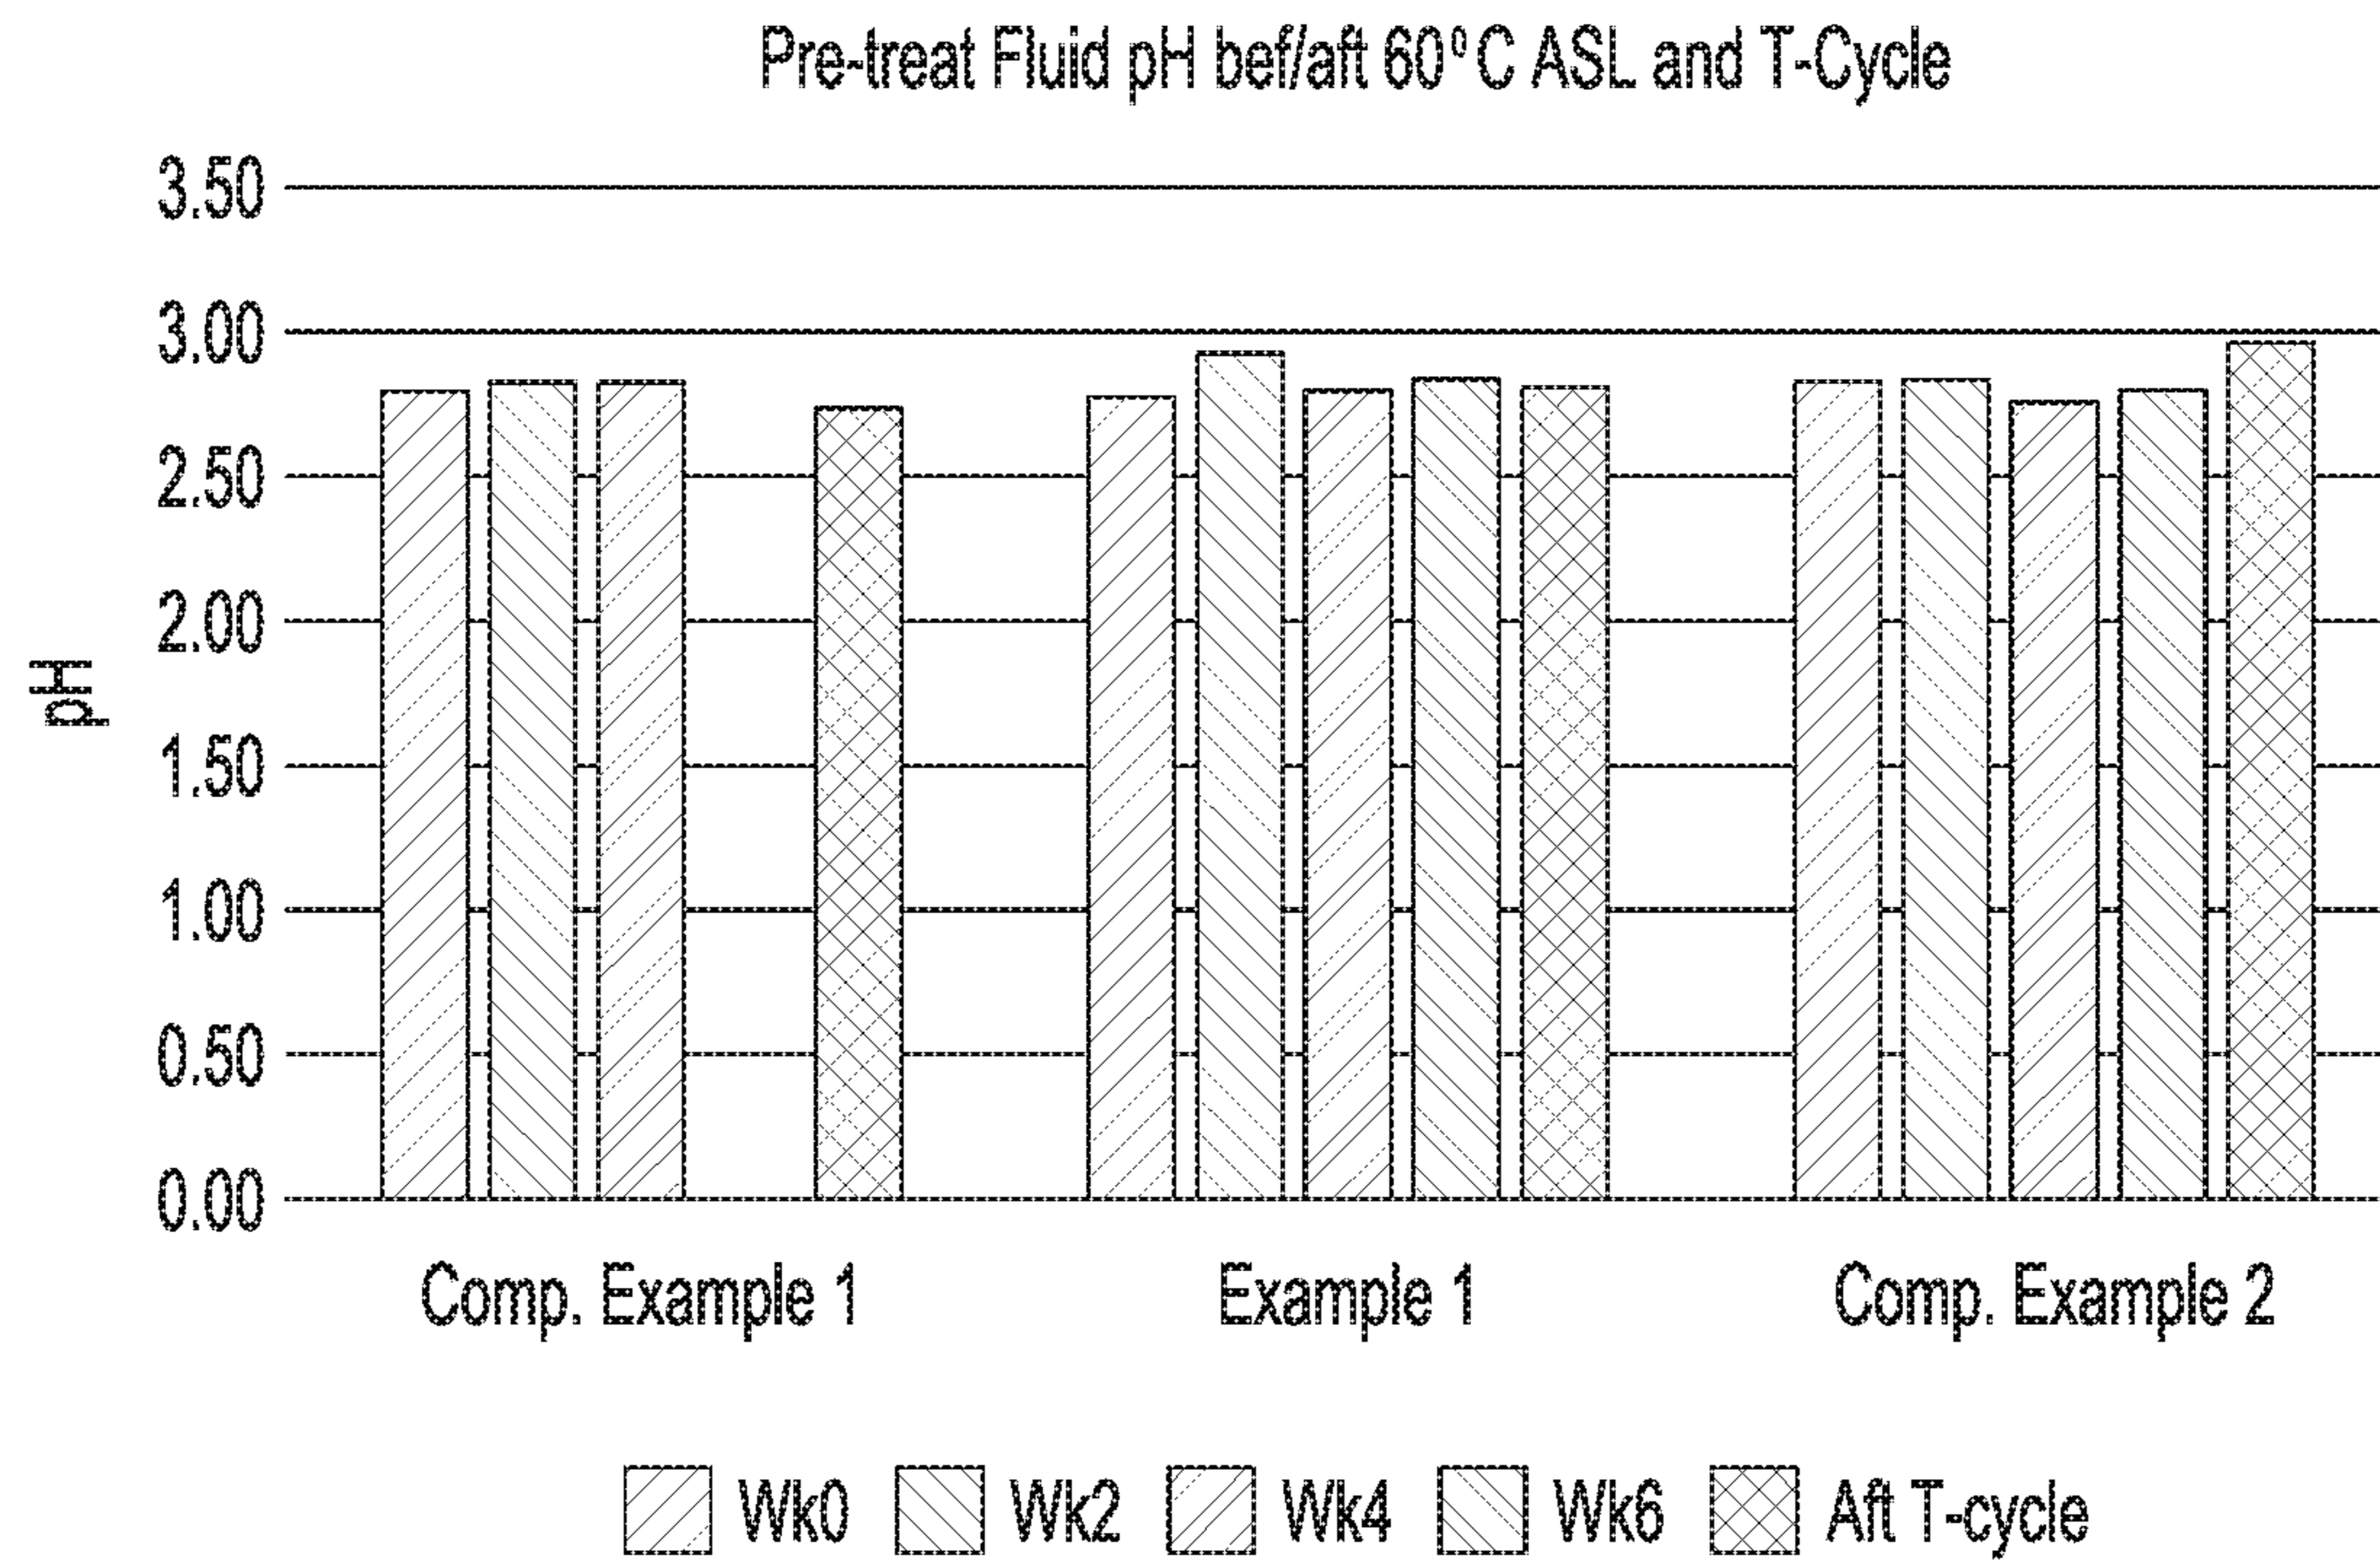 Pre-treat Fluid pH bef/aft 60⁰C ASL and T-Cycle
3.50
3.00
2.50
2.00
1.50
1.00
0.50
0.00
pH
Comp. Example 1 Example 1 Comp. Example 2
Wk0 Wk2 Wk4 Wk6 Aft T-cycle